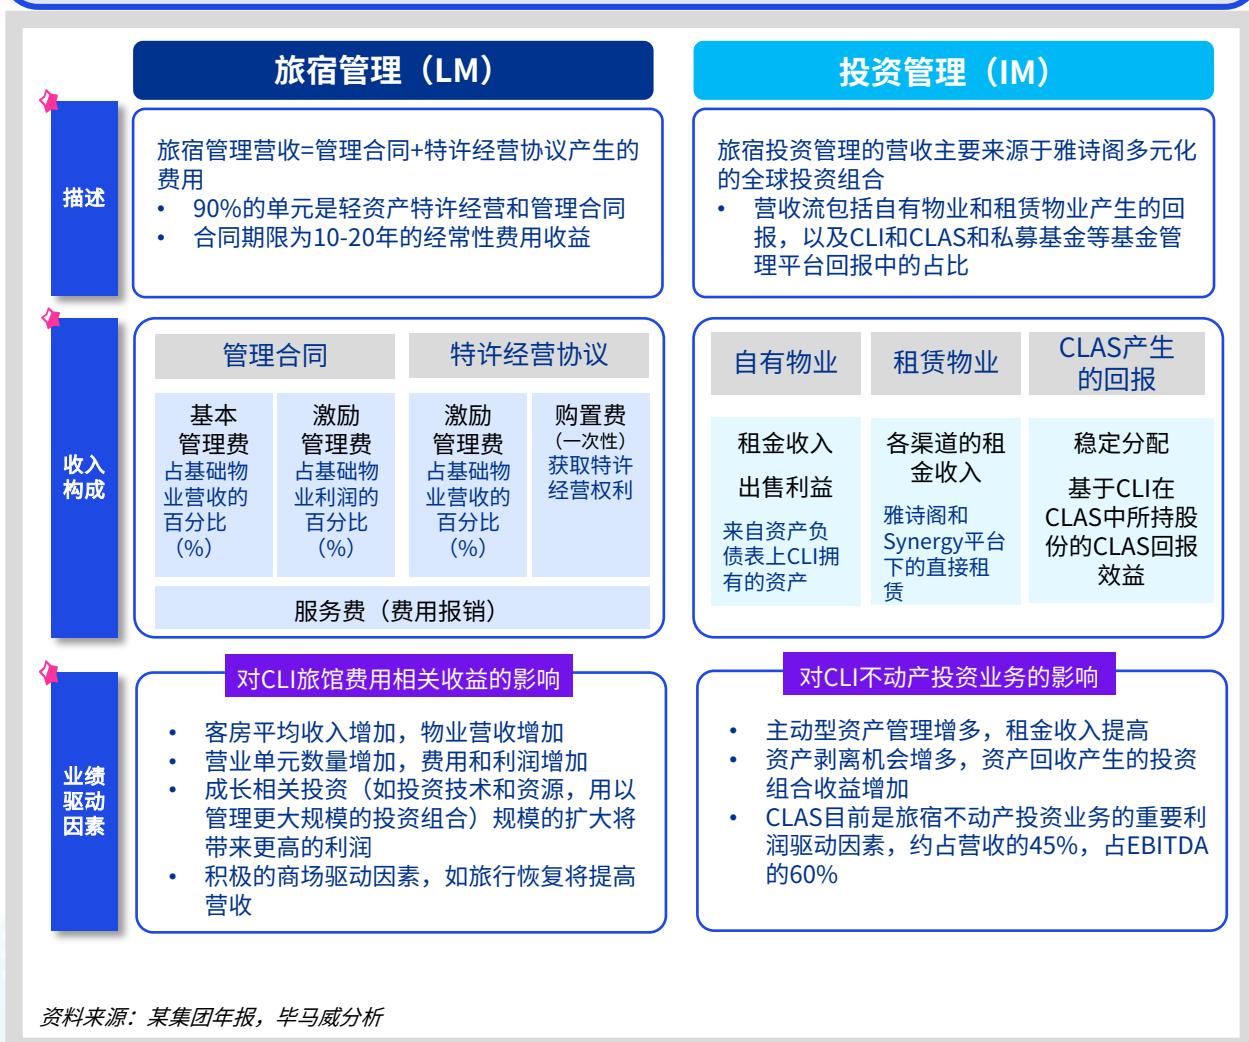 旅宿管理（LM）
投资管理（IM）
描述
旅宿管理营收=管理合同+特许经营协议产生的
费用
• 90%的单元是轻资产特许经营和管理合同
• 合同期限为10-20年的经常性费用收益
旅宿投资管理的营收主要来源于雅诗阁多元化
的全球投资组合
• 营收流包括自有物业和租赁物业产生的回
报，以及CLI和CLAS和私募基金等基金管
理平台回报中的占比
收入
构成
管理合同
特许经营协议
基本
管理费
占基础物
业营收的
百分比
（%）
激励
管理费
占基础物
业利润的
百分比
（%）
激励
管理费
占基础物
业营收的
百分比
（%）
购置费
（一次性）
获取特许
经营权利
服务费（费用报销）
自有物业
租赁物业
CLAS产生
的回报
租金收入
出售利益
来自资产负
债表上CLI拥
有的资产
各渠道的租
金收入
雅诗阁和
Synergy平台
下的直接租
赁
稳定分配
基于CLI在
CLAS中所持股
份的CLAS回报
效益
业绩
驱动
因素
对CLI旅馆费用相关收益的影响
• 客房平均收入增加，物业营收增加
• 营业单元数量增加，费用和利润增加
• 成长相关投资（如投资技术和资源，用以
管理更大规模的投资组合）规模的扩大将
带来更高的利润
• 积极的商场驱动因素，如旅行恢复将提高
营收
对CLI不动产投资业务的影响
• 主动型资产管理增多，租金收入提高
• 资产剥离机会增多，资产回收产生的投资
组合收益增加
• CLAS目前是旅宿不动产投资业务的重要利
润驱动因素，约占营收的45%，占EBITDA
的60%
资料来源：某集团年报，毕马威分析